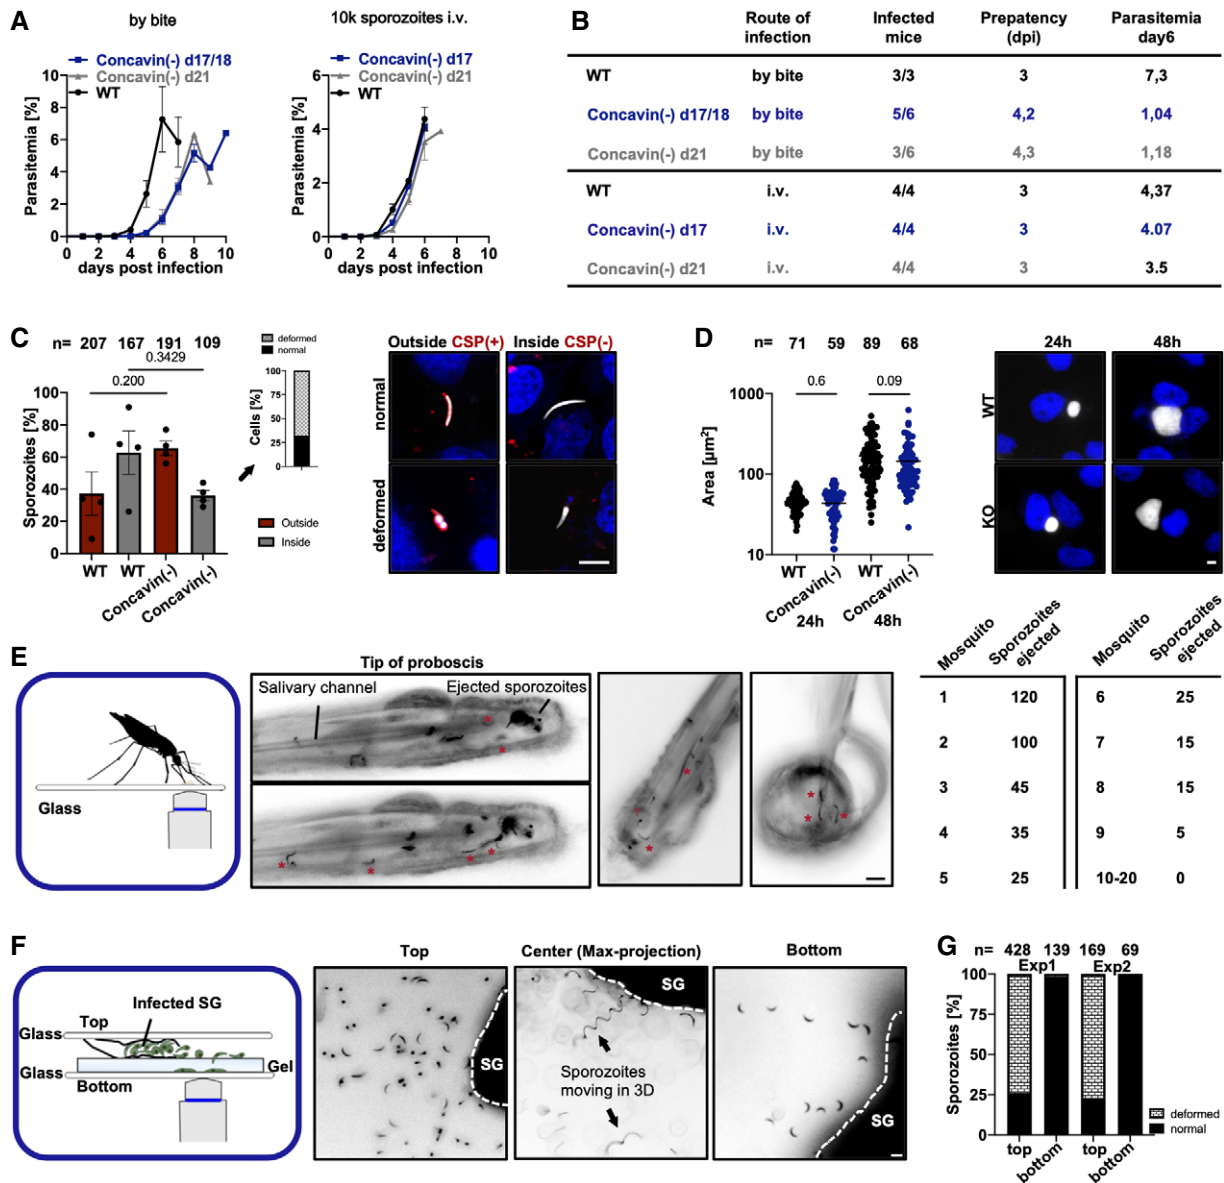 A
by bite
Concavin(-) d17/18
Concavin(-) d21
WT
Parasitemia [%]
10
8
6
4
2
0
0 2 4 6 8 10
days post infection
10k sporozoites i.v.
Concavin(-) d17
Concavin(-) d21
WT
Parasitemia [%]
6
4
2
0
0 2 4 6 8 10
days post infection
B
Route of infection Infected mice Prepatency (dpi) Parasitemia day6
WT by bite 3/3 3 7,3
Concavin(-) d17/18 by bite 5/6 4,2 1,04
Concavin(-) d21 by bite 3/6 4,3 1,18
WT i.v. 4/4 3 4,37
Concavin(-) d17 i.v. 4/4 3 4.07
Concavin(-) d21 i.v. 4/4 3 3.5
C
n= 207 167 191 109
0.3429
0.200
Sporozoites [%]
100
80
60
40
20
0
WT WT Concavin(-) Concavin(-)
Outside
Inside
deformed
normal
Cells [%]
100
75
50
25
0
Outside CSP(+) Inside CSP(-)
normal
deformed
D
n= 71 59 89 68
0.6 0.09
Area [µm²]
1000
100
10
WT Concavin(-) WT Concavin(-)
24h 48h
24h 48h
WT
KO
E
Glass
Tip of proboscis
Salivary channel Ejected sporozoites
* *
* * * *
* * *
* * *
Mosquito Sporozoites ejected Mosquito Sporozoites ejected
1 120 6 25
2 100 7 15
3 45 8 15
4 35 9 5
5 25 10-20 0
F
Infected SG
Top
Glass
Gel
Glass
Bottom
Top
SG
Center (Max-projection)
SG
Sporozoites
moving in 3D
Bottom
SG
G
n= 428 139 169 69
Exp1 Exp2
Sporozoites [%]
100
75
50
25
0
top bottom top bottom
deformed
normal